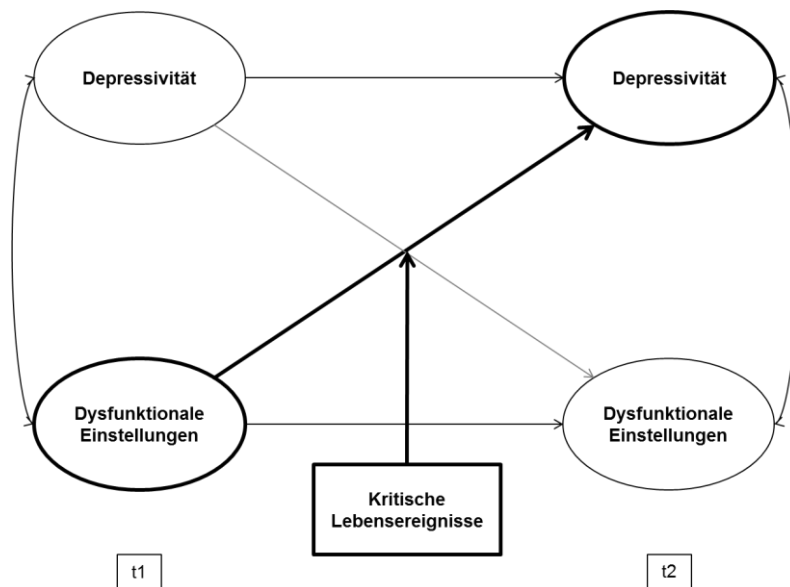 Depressivität
Depressivität
Dysfunktionale
Einstellungen
Dysfunktionale
Einstellungen
Kritische
Lebensereignisse
t1
t2